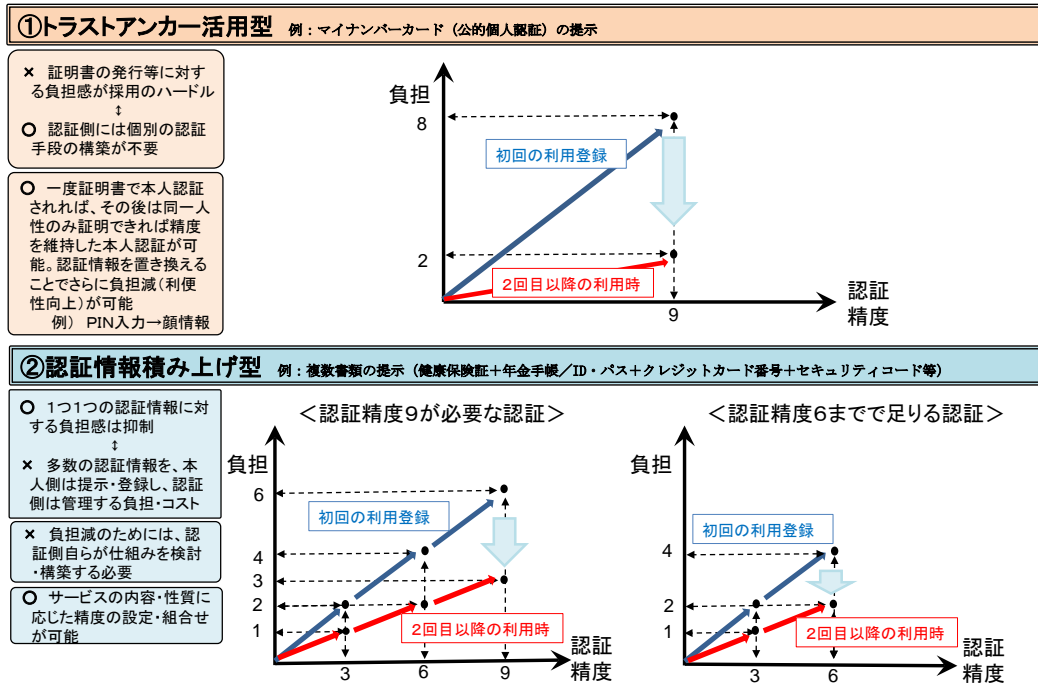 ①トラストアンカー活用型 例:マイナンバーカード(公的個人認証)の提示
× 証明書の発行等に対す
る負担感が採用のハードル
↕
○ 認証側には個別の認証
手段の構築が不要
○ 一度証明書で本人認証
されれば、その後は同一人
性のみ証明できれば精度
を維持した本人認証が可
能。認証情報を置き換える
ことでさらに負担減(利便
性向上)が可能
例) PIN入力→顔情報
負担
8
初回の利用登録
2
2回目以降の利用時
9
認証
精度
②認証情報積み上げ型 例:複数書類の提示(健康保険証+年金手帳/ID・パス+クレジットカード番号+セキュリティコード等)
○ 1つ1つの認証情報に対
する負担感は抑制
↕
× 多数の認証情報を、本
人側は提示・登録し、認証
側は管理する負担・コスト
× 負担減のためには、認
証側自らが仕組みを検討
・構築する必要
○ サービスの内容・性質に
応じた精度の設定・組合せ
が可能
<認証精度9が必要な認証>
負担
6
初回の利用登録
4
3
2
1
2回目以降の利用時
3
6
9
認証
精度
<認証精度6までで足りる認証>
負担
初回の利用登録
4
2
1
2回目以降の利用時
3
6
認証
精度